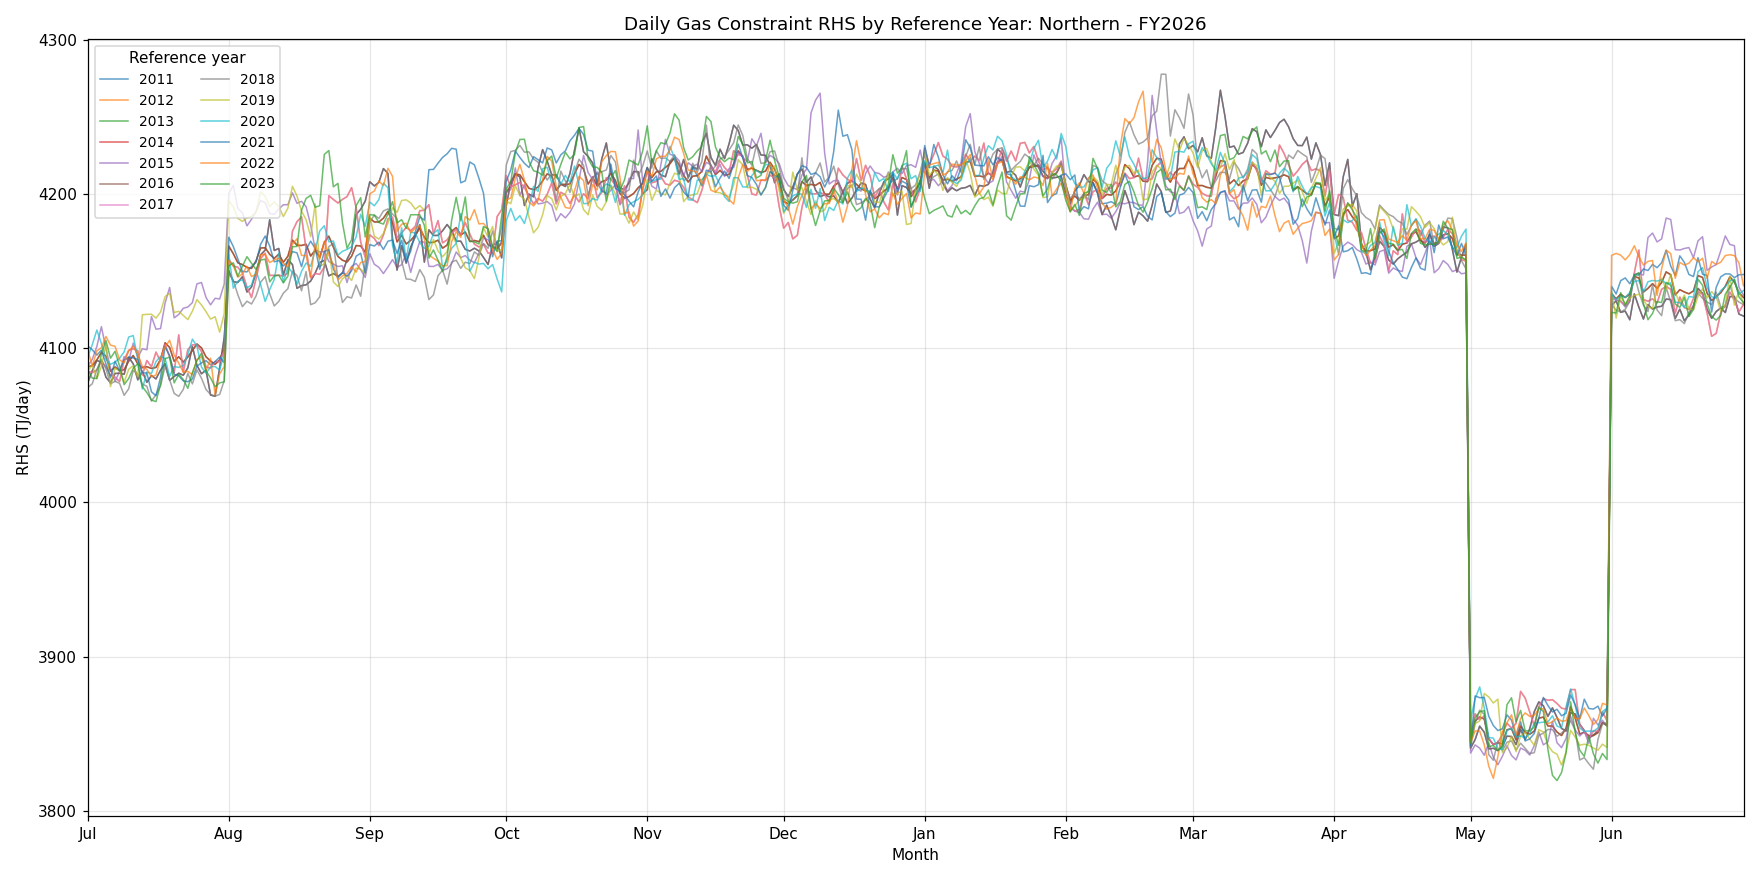 Daily Gas Constraint RHS by Reference Year: Northern - FY2026
4300
4200
4100
4000
3900
3800
RHS (TJ/day)
Reference year
2011 2018
2012 2019
2013 2020
2014 2021
2015 2022
2016 2023
2017
Jul Aug Sep Oct Nov Dec Jan Feb Mar Apr May Jun
Month